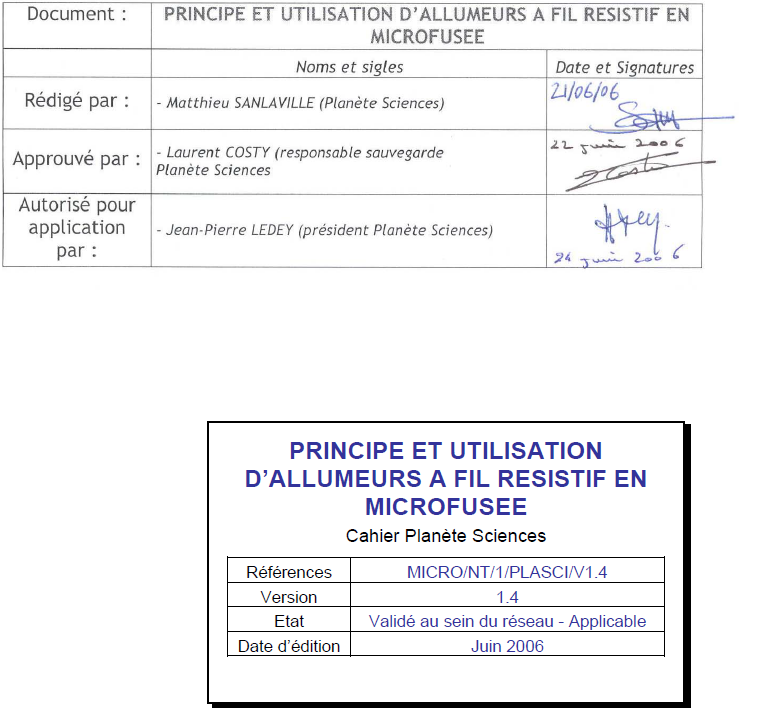 Document : PRINCIPE ET UTILISATION D'ALLUMEURS A FIL RESISTIF EN
MICROFUSEE
Noms et sigles Date et Signatures
Rédigé par : - Matthieu SANLAVILLE (Planète Sciences) 21/06/06
Approuvé par : - Laurent COSTY (responsable sauvegarde
Planète Sciences
22 juin 2006
Autorisé pour
application
par :
- Jean-Pierre LEDEY (président Planète Sciences)
24 juin 2006
PRINCIPE ET UTILISATION
D'ALLUMEURS A FIL RESISTIF EN
MICROFUSEE
Cahier Planète Sciences
Références MICRO/NT/1/PLASCI/V1.4
Version 1.4
Etat Validé au sein du réseau - Applicable
Date d'édition Juin 2006